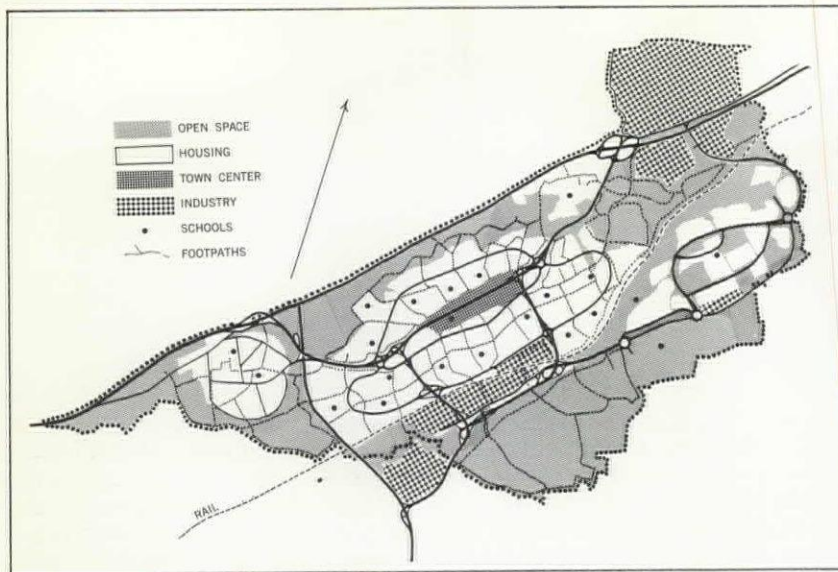 OPEN SPACE
HOUSING
TOWN CENTER
INDUSTRY
SCHOOLS
FOOTPATHS
RAIL